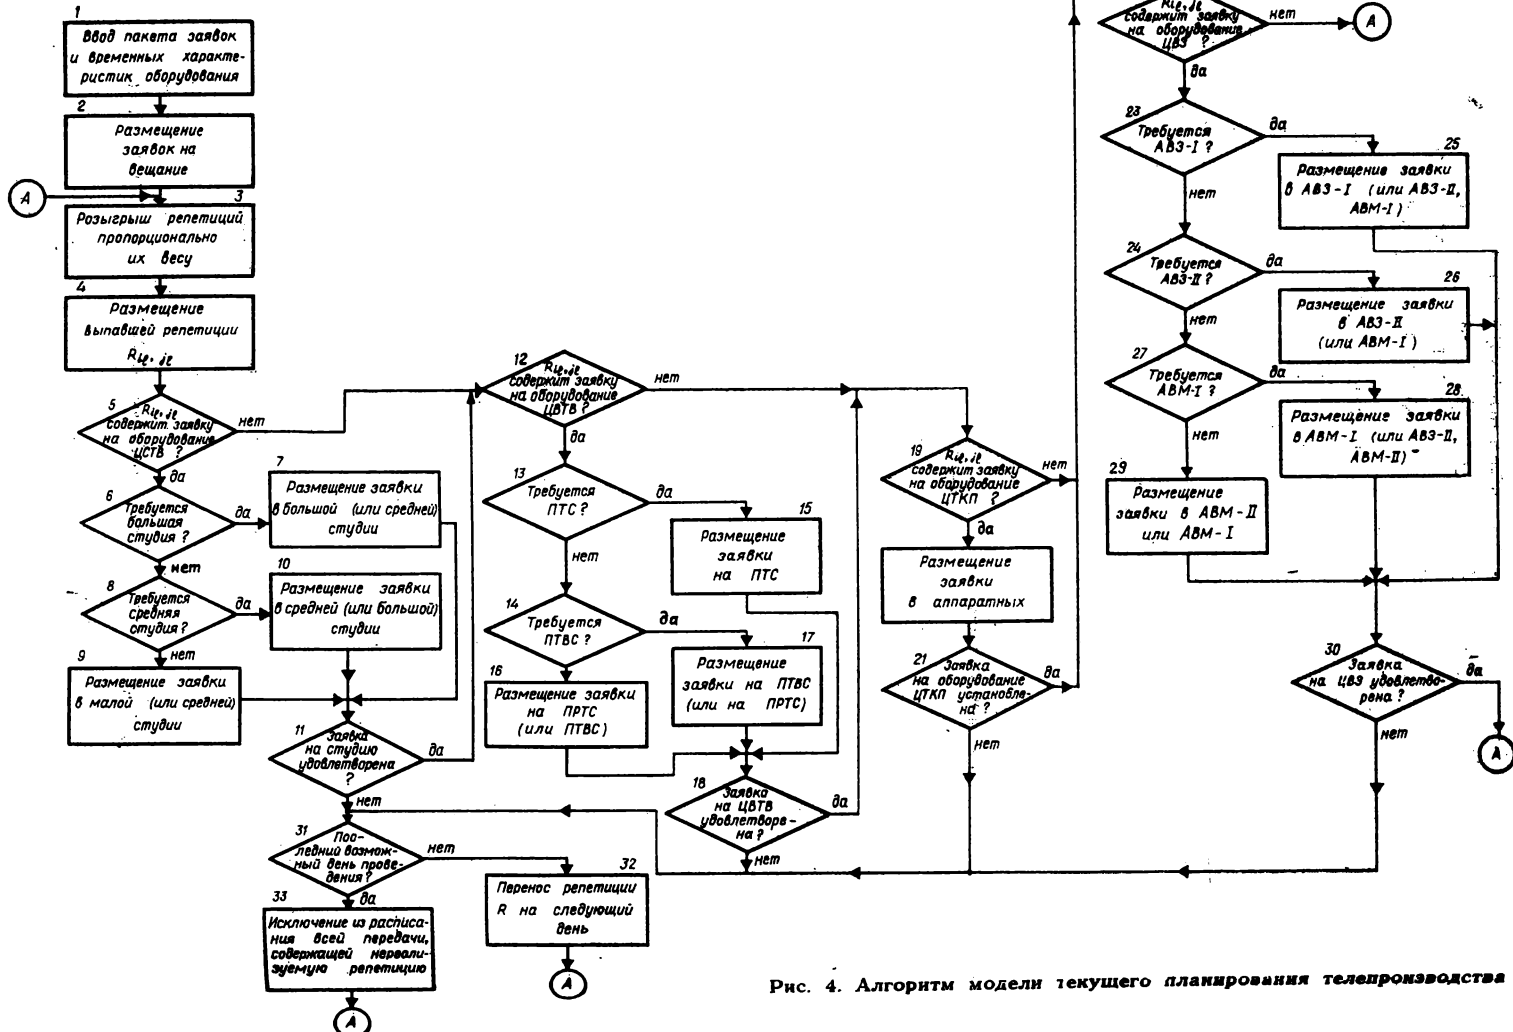 1
Ввод пакета заявок
и временных характе-
ристик оборудования
2
Размещение
заявок на
вещание
А
3
Розыгрыш репетиций
пропорционально
их весу
4
Размещение
выпавшей репетиции
Rie, je
5
Rie, je
содержит заявку
на оборудование
ЦСТВ ?
нет
да
6
Требуется
большая
студия ?
да
нет
7
Размещение заявки
в большой (или средней)
студии
8
Требуется
средняя
студия ?
да
нет
10
Размещение заявки
в средней (или большой)
студии
9
Размещение заявки
в малой (или средней)
студии
11
Заявка
на студию
удовлетворена
?
да
нет
31
Пос-
ледний возмож-
ный день прове-
дения ?
нет
да
33
Исключение из расписа-
ния всей передачи,
содержащей нереали-
зуемую репетицию
А
32
Перенос репетиции
R на следующий
день
А
12
Rie, je
содержит заявку
на оборудование
ЦВТВ ?
нет
да
13
Требуется
ПТС ?
да
нет
15
Размещение
заявки
на ПТС
14
Требуется
ПТВС ?
да
17
Размещение
заявки на ПТВС
(или на ПРТС)
16
Размещение заявки
на ПРТС
(или ПТВС)
18
Заявка
на ЦВТВ
удовлетворе-
на ?
да
нет
19
Rie, je
содержит заявку
на оборудование
ЦТКП ?
нет
да
Размещение
заявки
в аппаратных
21
Заявка
на оборудование
ЦТКП установле-
на ?
да
нет
Rie, je
содержит заявку
на оборудование
ЦВЗ ?
нет
А
да
23
Требуется
АВЗ-I ?
да
нет
25
Размещение заявки
в АВЗ-I (или АВЗ-II,
АВМ-I)
24
Требуется
АВЗ-II ?
да
нет
26
Размещение заявки
в АВЗ-II
(или АВМ-I)
27
Требуется
АВМ-I ?
да
нет
28
Размещение заявки
в АВМ-I (или АВЗ-II,
АВМ-II)
29
Размещение
заявки в АВМ-II
или АВМ-I
30
Заявка
на ЦВЗ удовлетво-
рена ?
да
нет
А
Рис. 4. Алгоритм модели текущего планирования телепроизводства